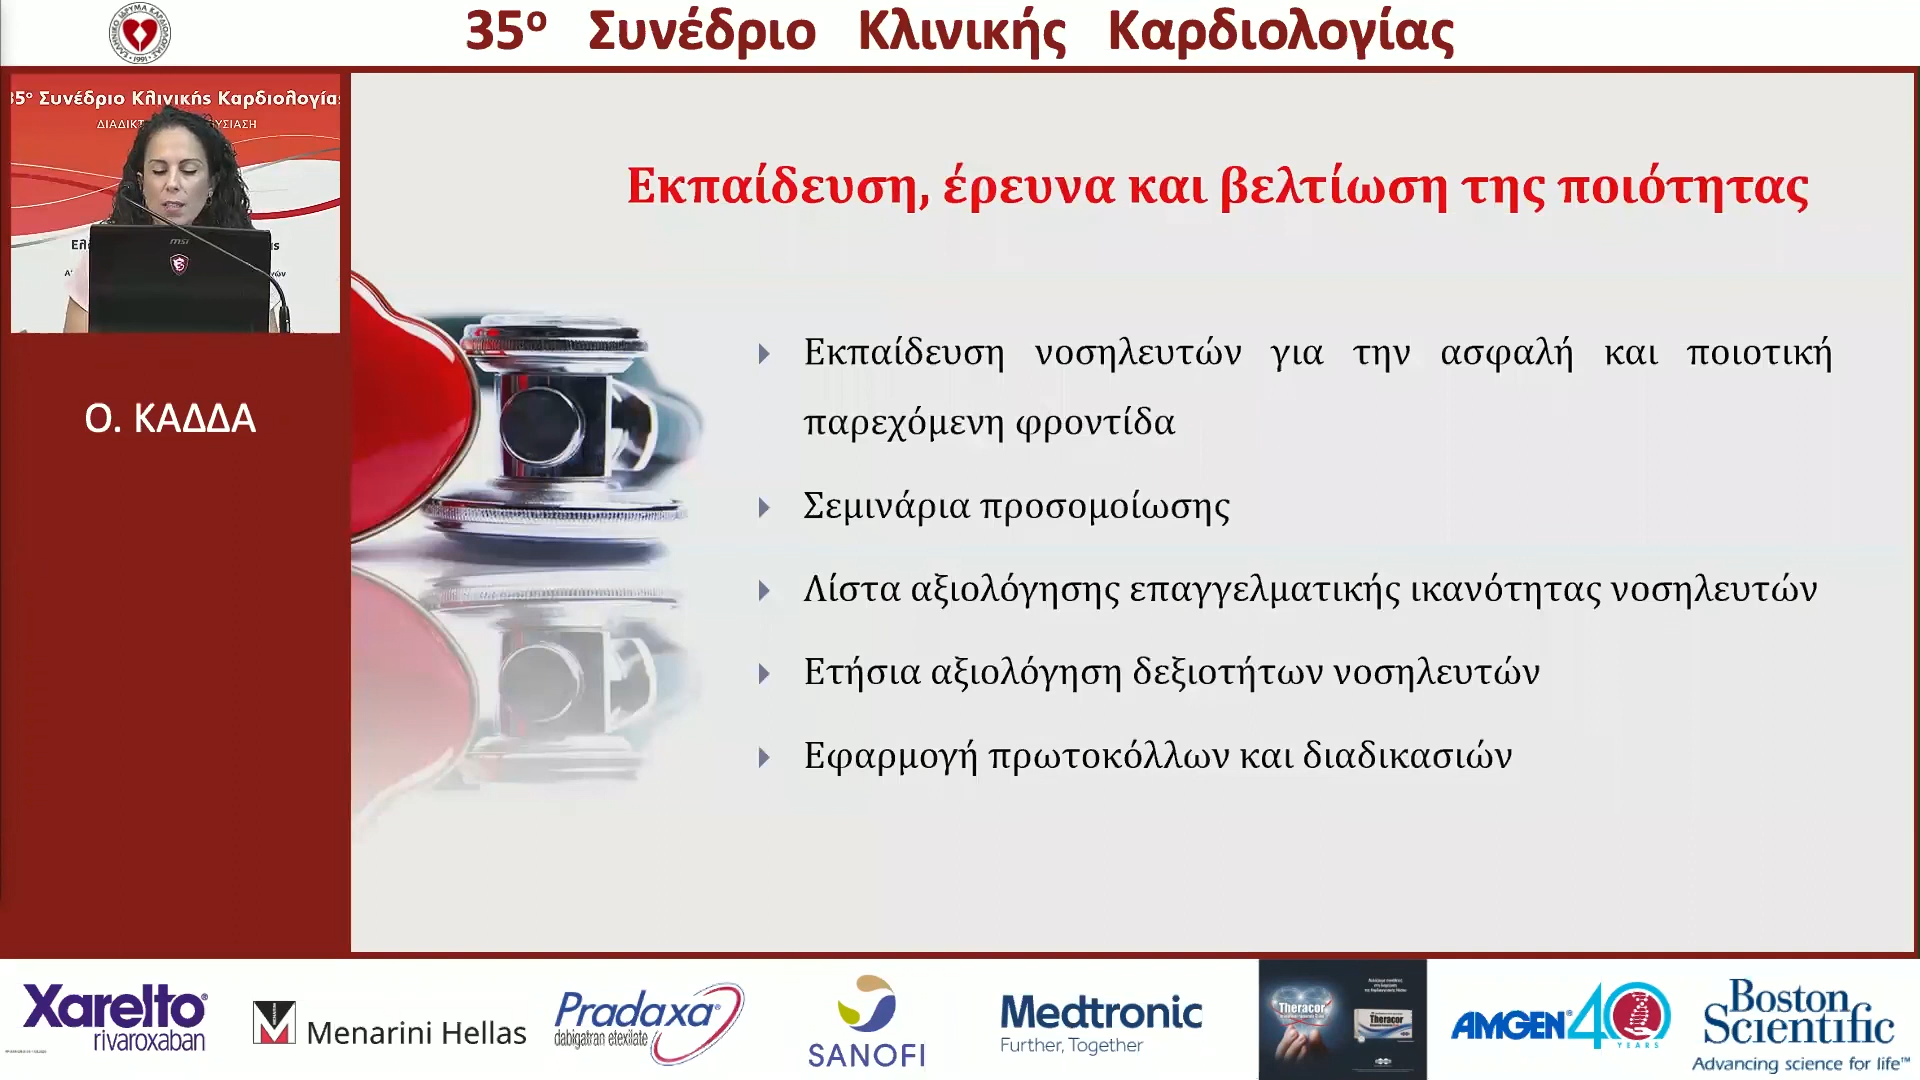 35ο Συνέδριο Κλινικής Καρδιολογίας
35ο Συνέδριο Κλινικής Καρδιολογίας
msi
Ο. ΚΑΔΔΑ
Εκπαίδευση, έρευνα και βελτίωση της ποιότητας
Εκπαίδευση νοσηλευτών για την ασφαλή και ποιοτική
παρεχόμενη φροντίδα
Σεμινάρια προσομοίωσης
Λίστα αξιολόγησης επαγγελματικής ικανότητας νοσηλευτών
Ετήσια αξιολόγηση δεξιοτήτων νοσηλευτών
Εφαρμογή πρωτοκόλλων και διαδικασιών
Xarelto®
rivaroxaban
Menarini Hellas
Pradaxa®
dabigatran etexilate
SANOFI
Medtronic
Further, Together
Theracor
Theracor
AMGEN® 40
YEARS
Boston
Scientific
Advancing science for life™